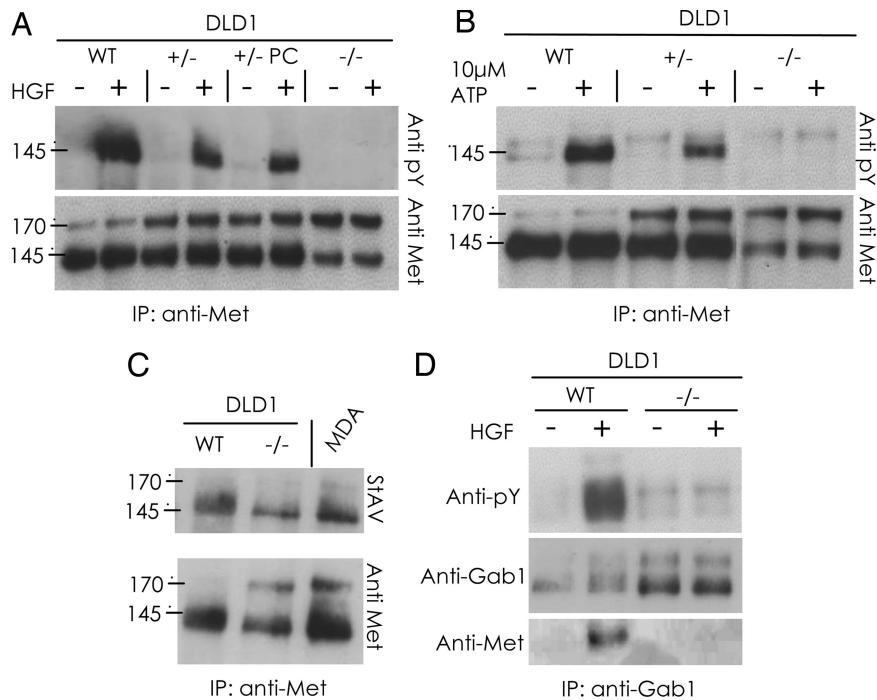 A
DLD1
WT +/- +/- PC -/-
HGF - + - + - + - +
145
Anti pY
170
145
Anti Met
IP: anti-Met
B
DLD1
WT +/- -/-
10µM
ATP - + - + - +
145
Anti pY
170
145
Anti Met
IP: anti-Met
C
DLD1
WT -/- MDA
170
145
StAV
170
145
Anti Met
IP: anti-Met
D
DLD1
WT -/-
HGF - + - +
Anti-pY
Anti-Gab1
Anti-Met
IP: anti-Gab1